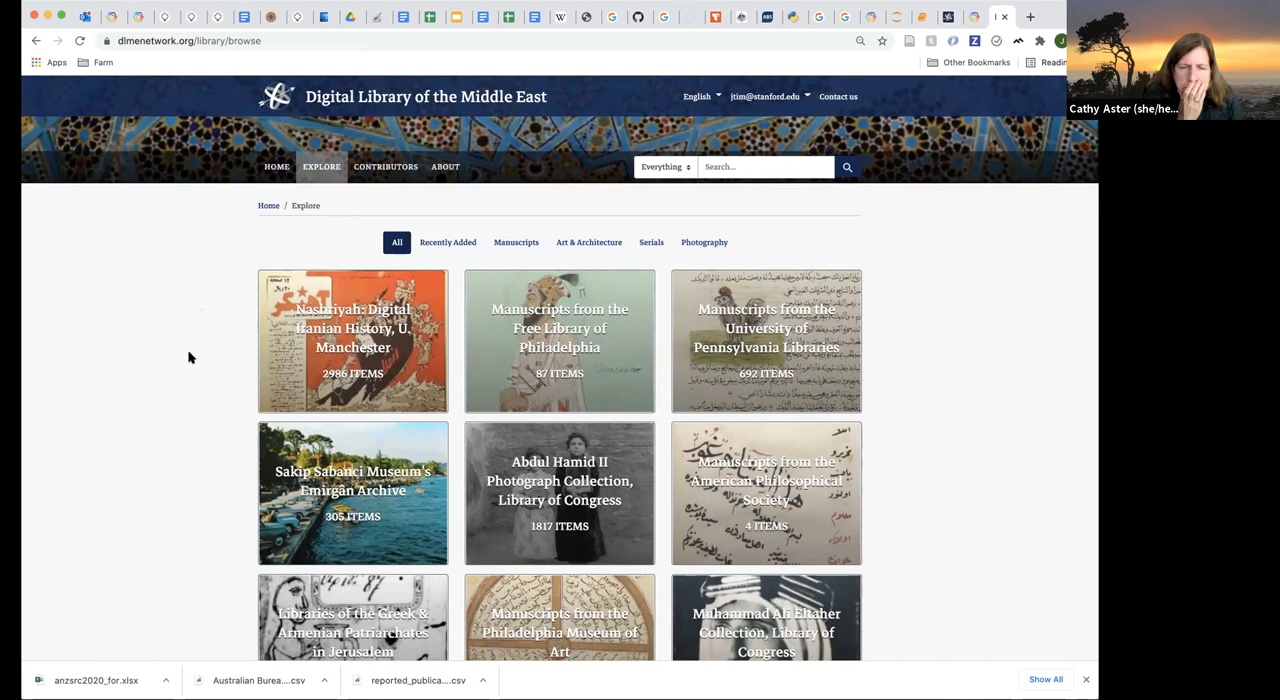 dlmenetwork.org/library/browse
Apps
Farm
Other Bookmarks
Readin
Cathy Aster (she/he...
Digital Library of the Middle East
English
jtim@stanford.edu
Contact us
HOME
EXPLORE
CONTRIBUTORS
ABOUT
Everything
Search...
Home / Explore
All
Recently Added
Manuscripts
Art & Architecture
Serials
Photography
Nashriyah: Digital
Iranian History, U.
Manchester
2986 ITEMS
Manuscripts from the
Free Library of
Philadelphia
87 ITEMS
Manuscripts from the
University of
Pennsylvania Libraries
692 ITEMS
Sakip Sabanci Museum's
Emirgân Archive
305 ITEMS
Abdul Hamid II
Photograph Collection,
Library of Congress
1817 ITEMS
Manuscripts from the
American Philosophical
Society
4 ITEMS
Libraries of the Greek &
Armenian Patriarchates
in Jerusalem
Manuscripts from the
Philadelphia Museum of
Art
Muhammad Ali Eltaher
Collection, Library of
Congress
anzsrc2020_for.xlsx
Australian Burea....csv
reported_publica....csv
Show All